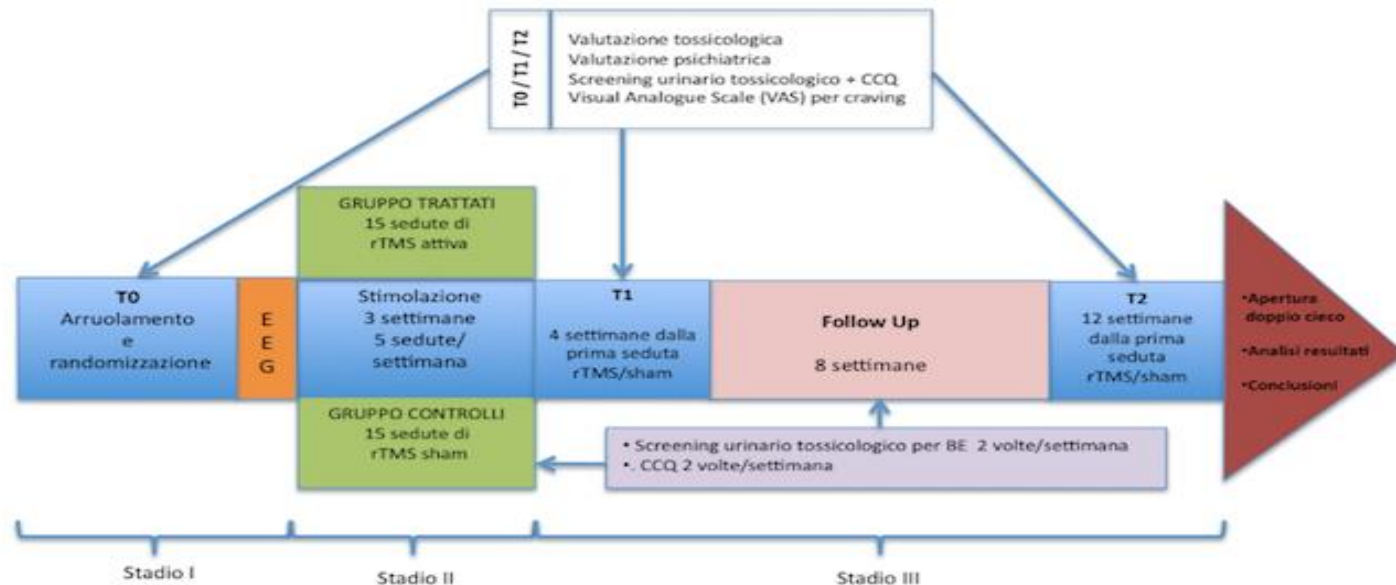 T0 / T1 / T2
Valutazione tossicologica
Valutazione psichiatrica
Screening urinario tossicologico + CCQ
Visual Analogue Scale (VAS) per craving
GRUPPO TRATTATI
15 sedute di
rTMS attiva
T0
Arruolamento
e
randomizzazione
E
E
G
Stimolazione
3 settimane
5 sedute/
settimana
T1
4 settimane dalla
prima seduta
rTMS/sham
Follow Up
8 settimane
T2
12 settimane
dalla prima
seduta
rTMS/sham
•Apertura
doppio cieco
•Analisi resultati
•Conclusioni
GRUPPO CONTROLLI
15 sedute di
rTMS sham
• Screening urinario tossicologico per BE 2 volte/settimana
•. CCQ 2 volte/settimana
Stadio I
Stadio II
Stadio III